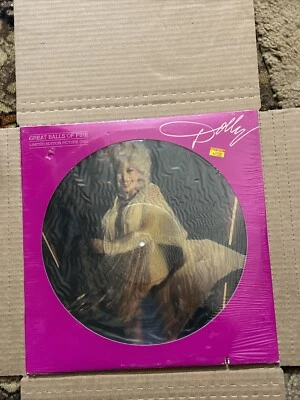 GREAT BALLS OF FIRE
LIMITED EDITION PICTURE DISC
Dolly